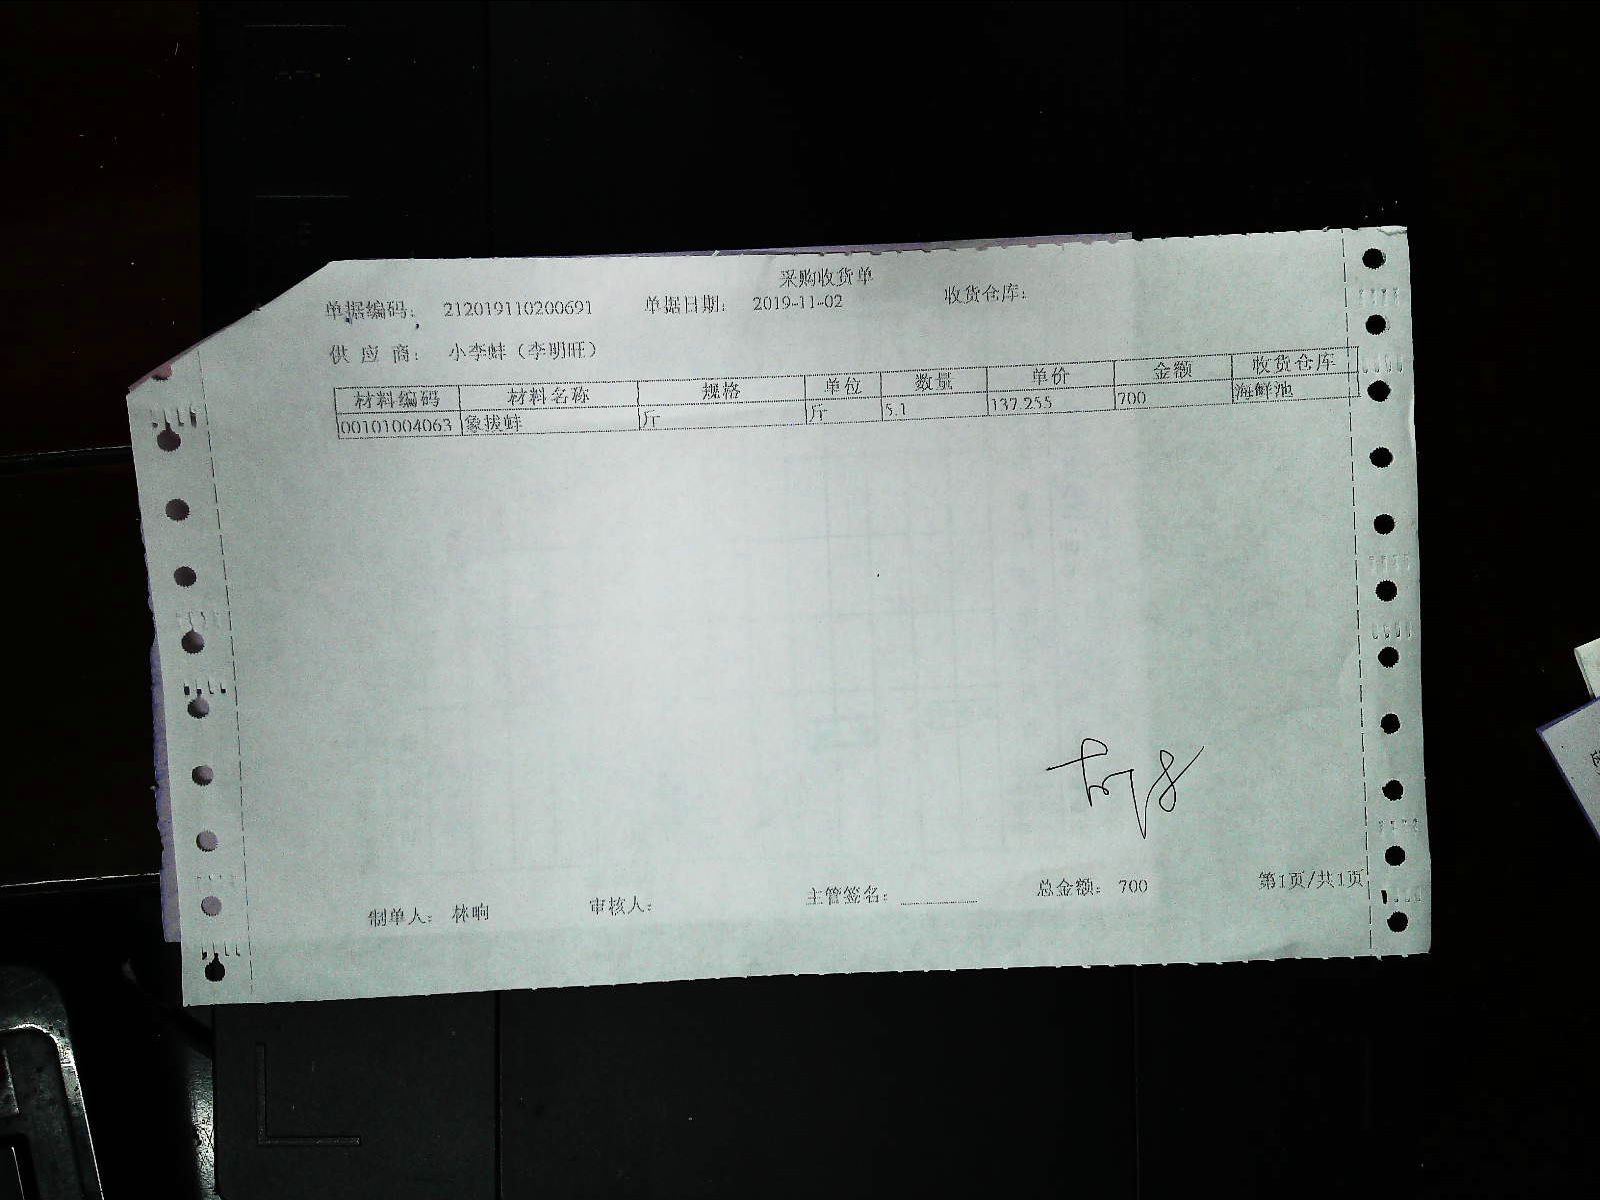 采购收货单
单据编码： 212019110200691 单据日期： 2019-11-02 收货仓库：
供 应 商： 小李蚌（李明旺）
材料编码 材料名称 规格 单位 数量 单价 金额 收货仓库
00101004063 象拔蚌 斤 斤 5.1 137.255 700 海鲜池
制单人： 林响 审核人： 主管签名： 总金额： 700 第1页/共1页